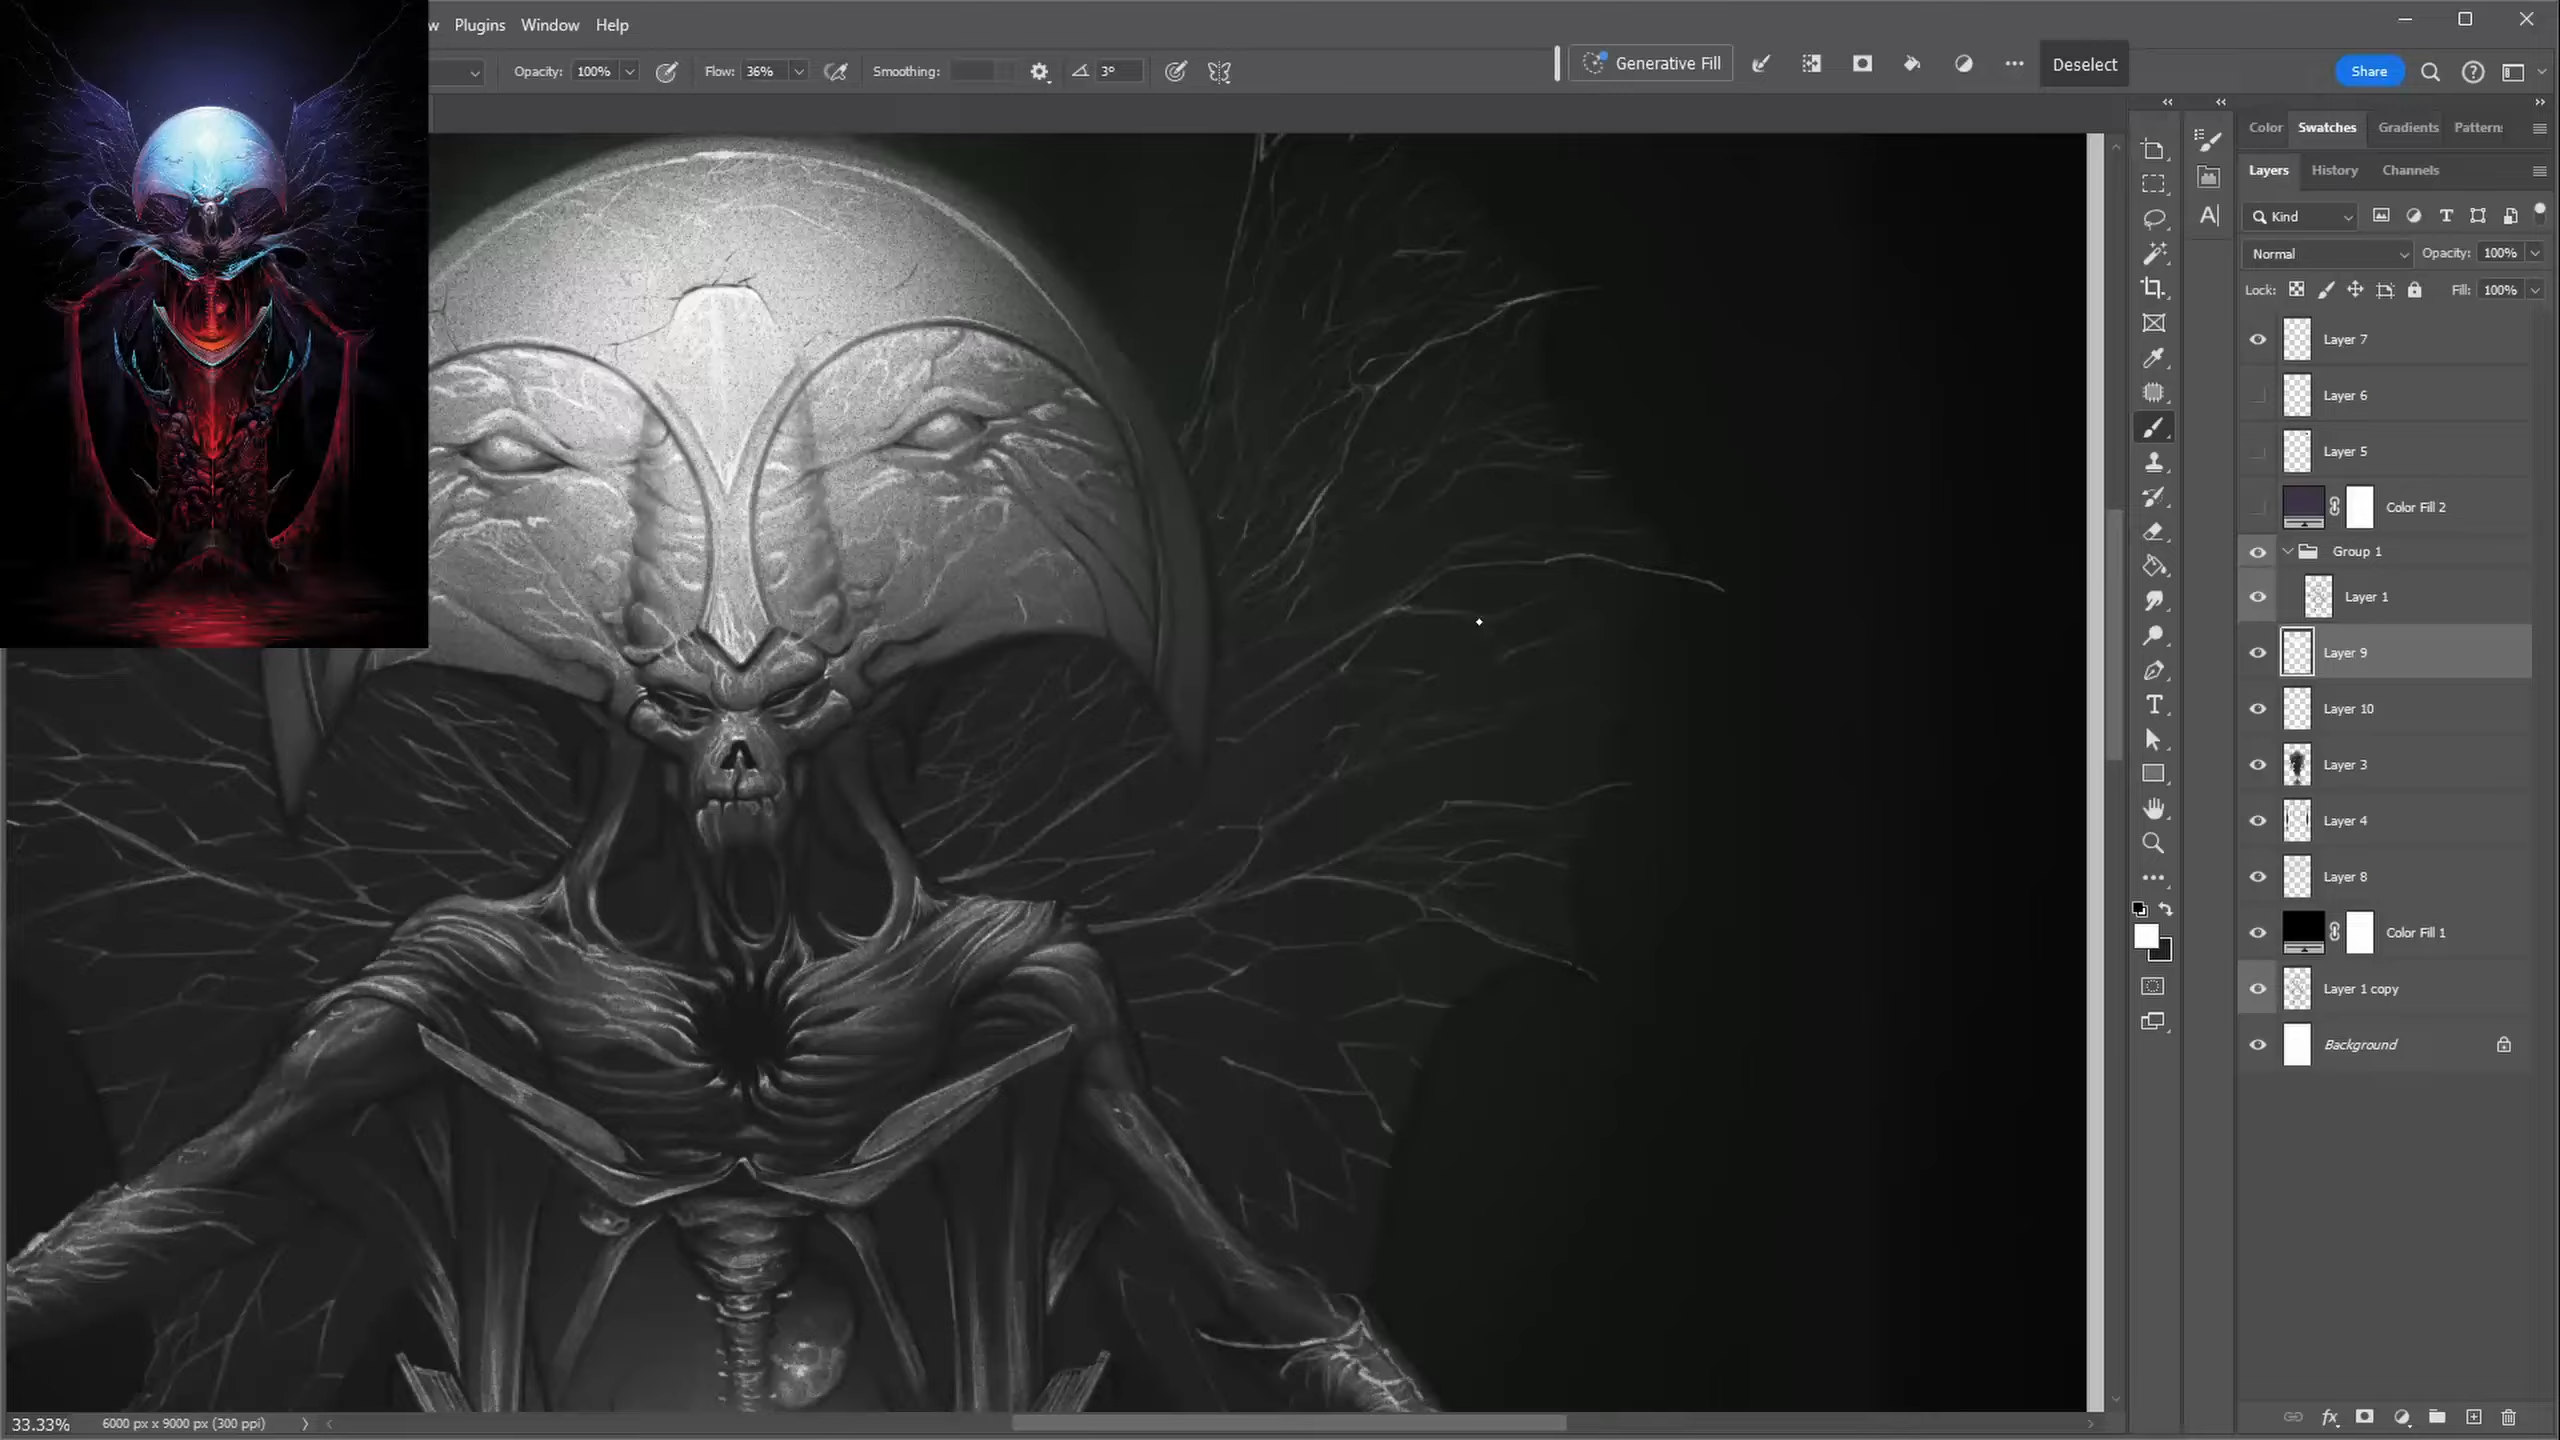 w Plugins Window Help
Opacity: 100% Flow: 36% Smoothing: 3° Generative Fill Deselect Share
Color Swatches Gradients Pattern
Layers History Channels
Kind
Normal Opacity: 100%
Lock: Fill: 100%
Layer 7
Layer 6
Layer 5
Color Fill 2
Group 1
Layer 1
Layer 9
Layer 10
Layer 3
Layer 4
Layer 8
Color Fill 1
Layer 1 copy
Background
33.33% 6000 px x 9000 px (300 ppi)